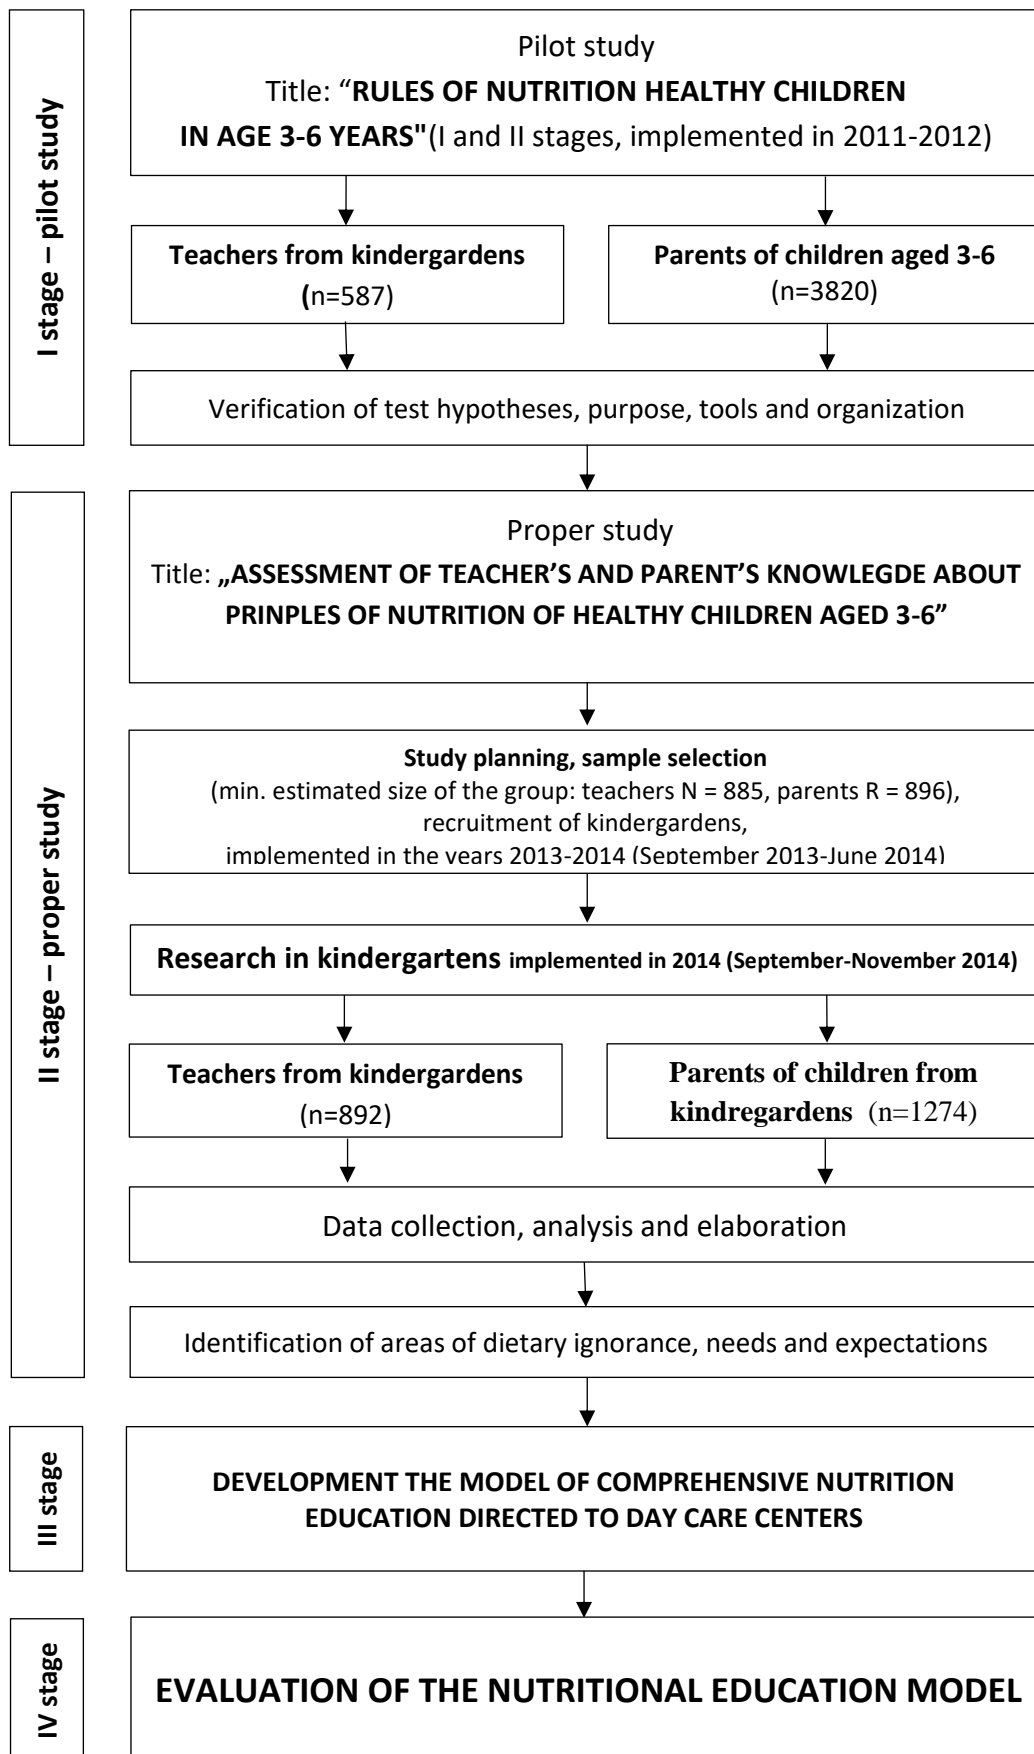 I stage – pilot study
Pilot study
Title: “RULES OF NUTRITION HEALTHY CHILDREN
IN AGE 3-6 YEARS"(I and II stages, implemented in 2011-2012)
Teachers from kindergardens
(n=587)
Parents of children aged 3-6
(n=3820)
Verification of test hypotheses, purpose, tools and organization
II stage – proper study
Proper study
Title: „ASSESSMENT OF TEACHER’S AND PARENT’S KNOWLEGDE ABOUT
PRINPLES OF NUTRITION OF HEALTHY CHILDREN AGED 3-6”
Study planning, sample selection
(min. estimated size of the group: teachers N = 885, parents R = 896),
recruitment of kindergardens,
implemented in the years 2013-2014 (September 2013-June 2014)
Research in kindergartens implemented in 2014 (September-November 2014)
Teachers from kindergardens
(n=892)
Parents of children from
kindregardens (n=1274)
Data collection, analysis and elaboration
Identification of areas of dietary ignorance, needs and expectations
III stage
DEVELOPMENT THE MODEL OF COMPREHENSIVE NUTRITION
EDUCATION DIRECTED TO DAY CARE CENTERS
IV stage
EVALUATION OF THE NUTRITIONAL EDUCATION MODEL